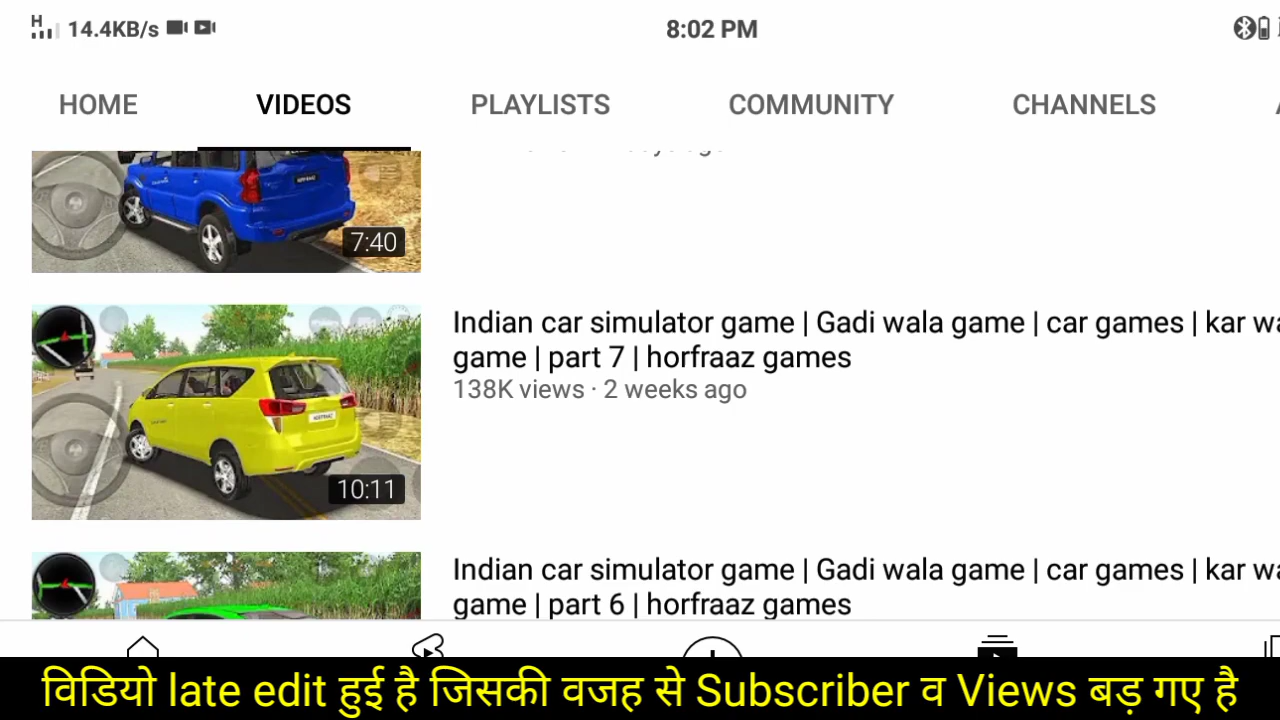 H
14.4KB/s
8:02 PM
HOME
VIDEOS
PLAYLISTS
COMMUNITY
CHANNELS
7:40
Indian car simulator game | Gadi wala game | car games | kar
game | part 7 | horfraaz games
138K views · 2 weeks ago
10:11
Indian car simulator game | Gadi wala game | car games | kar
game | part 6 | horfraaz games
विडियो late edit हुई है जिसकी वजह से Subscriber व Views बड़ गए है